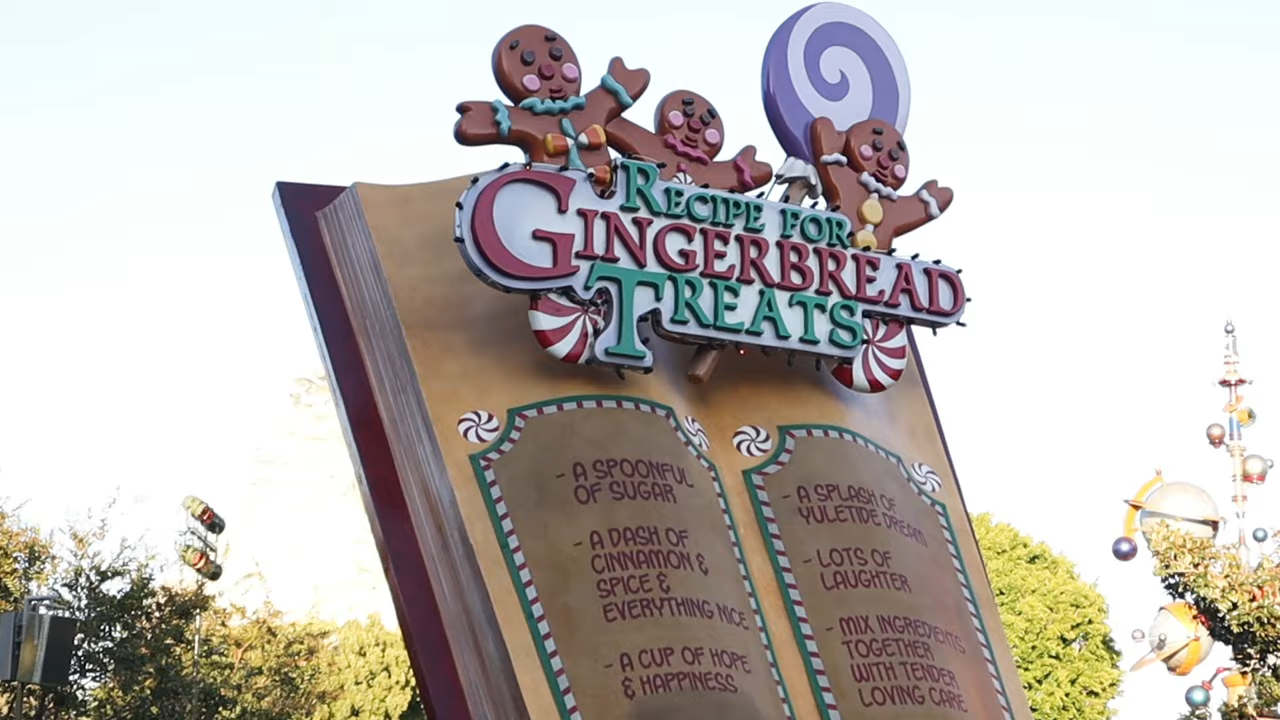 RECIPE FOR
GINGERBREAD
TREATS
- A SPOONFUL
OF SUGAR
- A DASH OF
CINNAMON &
SPICE &
EVERYTHING NICE
- A CUP OF HOPE
& HAPPINESS
- A SPLASH OF
YULETIDE DREAM
- LOTS OF
LAUGHTER
- MIX INGREDIENTS
TOGETHER
WITH TENDER
LOVING CARE